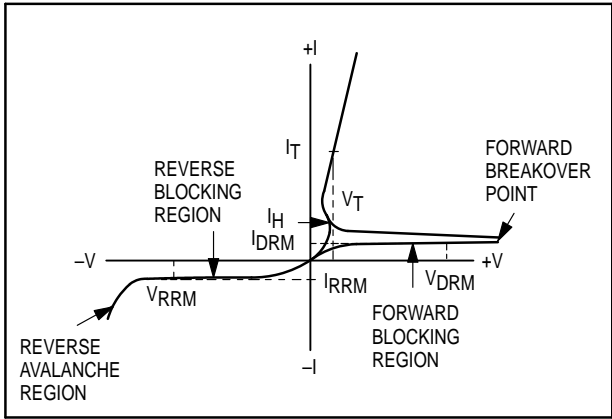 +I
I_T
FORWARD
BREAKOVER
POINT
REVERSE
BLOCKING
REGION
V_T
I_H
I_DRM
–V
+V
V_RRM
I_RRM
V_DRM
FORWARD
BLOCKING
REGION
REVERSE
AVALANCHE
REGION
–I